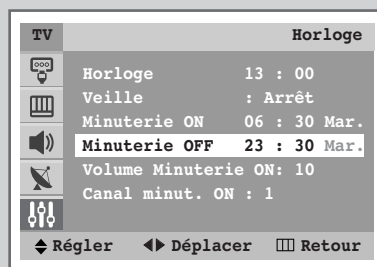 TV Horloge
Horloge 13 : 00
Veille : Arrêt
Minuterie ON 06 : 30 Mar.
Minuterie OFF 23 : 30 Mar.
Volume Minuterie ON: 10
Canal minut. ON : 1
Régler Déplacer Retour